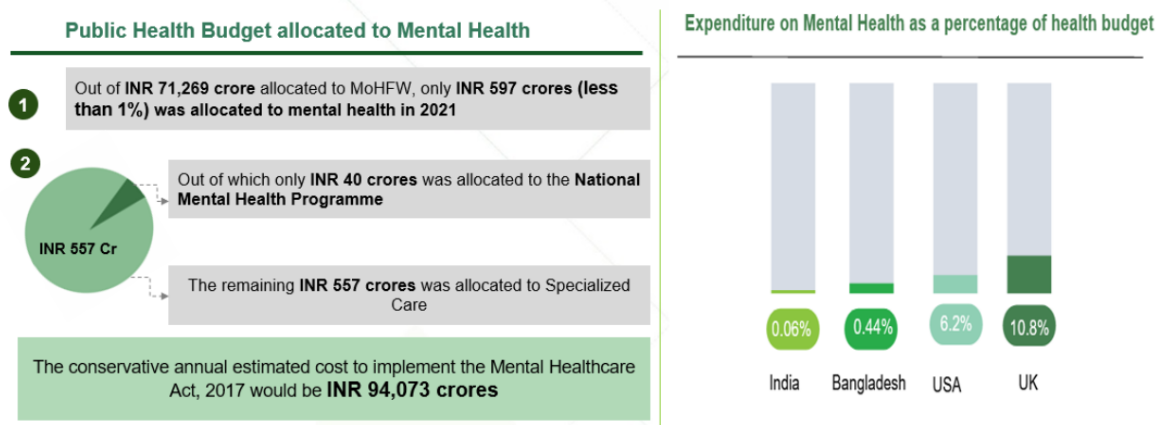 Public Health Budget allocated to Mental Health
1
Out of INR 71,269 crore allocated to MoHFW, only INR 597 crores (less
than 1%) was allocated to mental health in 2021
2
Out of which only INR 40 crores was allocated to the National
Mental Health Programme
INR 557 Cr
The remaining INR 557 crores was allocated to Specialized
Care
The conservative annual estimated cost to implement the Mental Healthcare
Act, 2017 would be INR 94,073 crores
Expenditure on Mental Health as a percentage of health budget
0.06% 0.44% 6.2% 10.8%
India Bangladesh USA UK